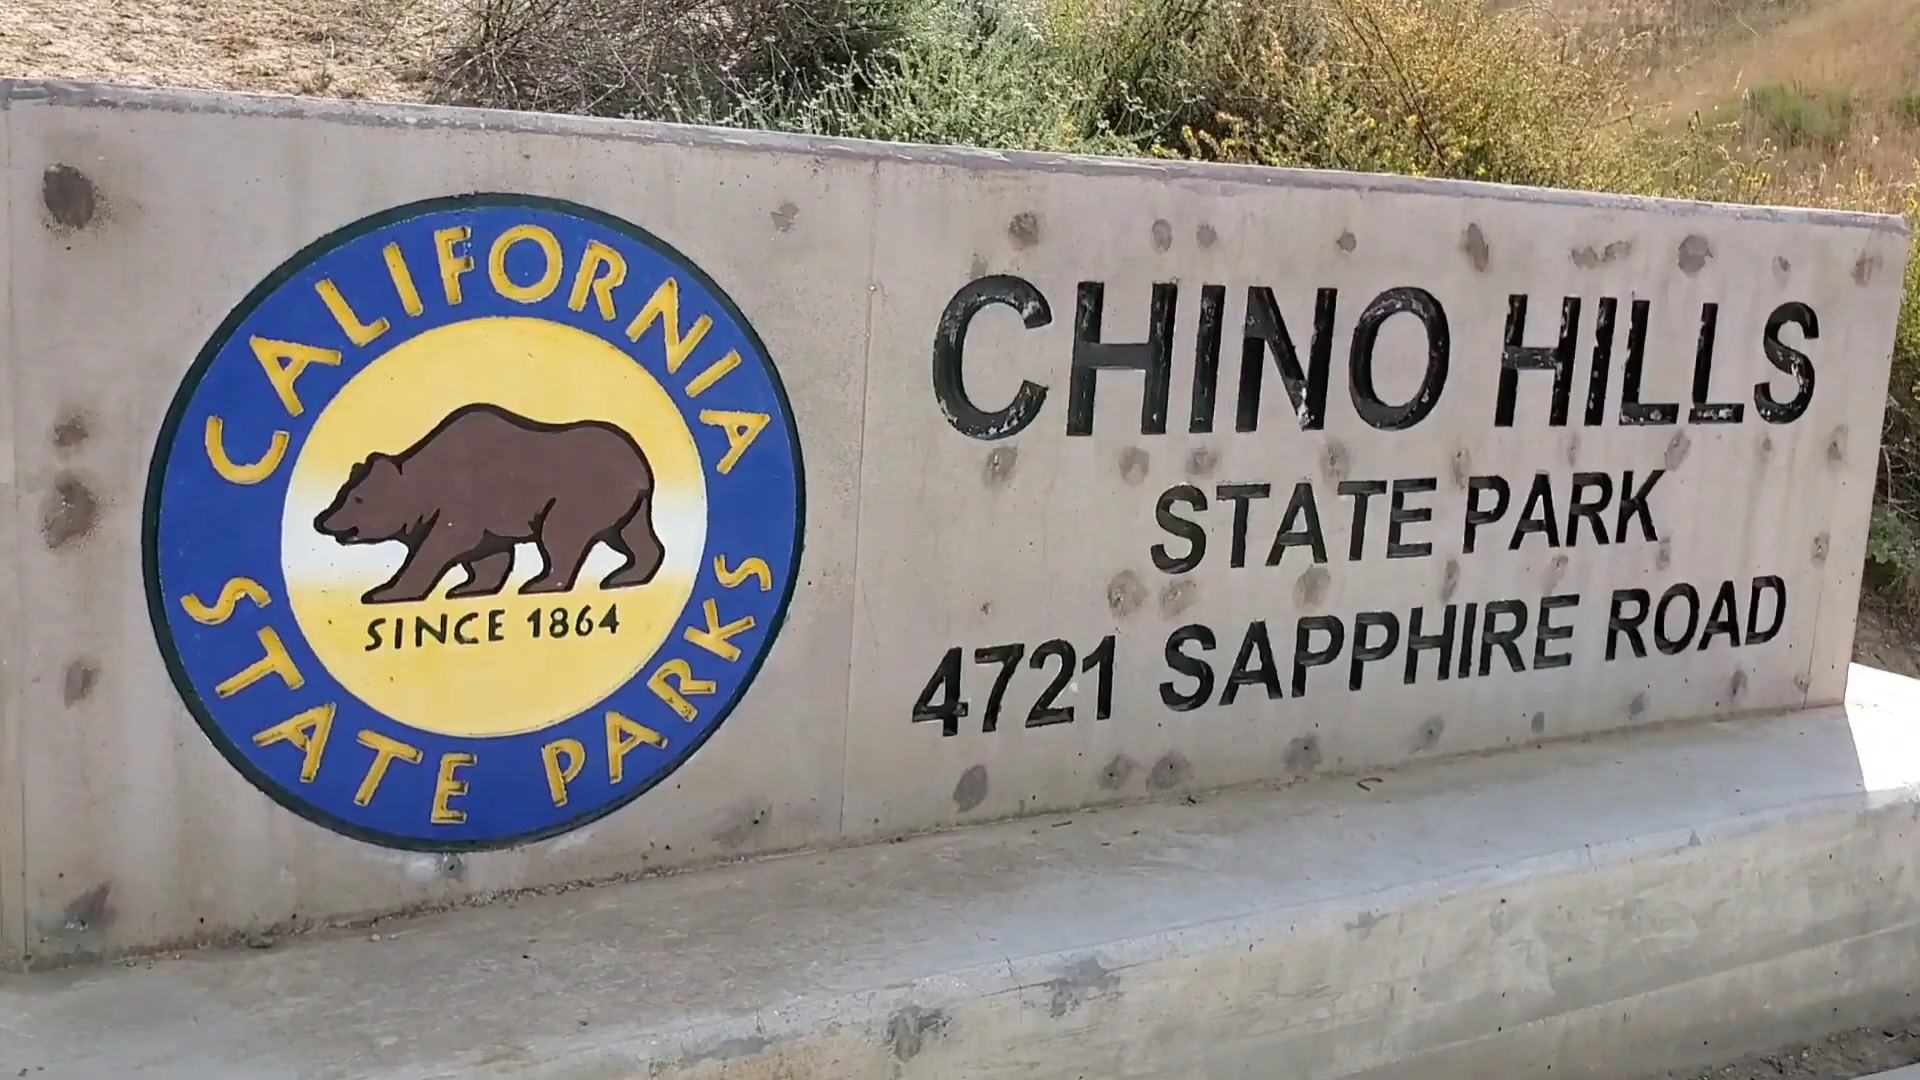 CALIFORNIA
SINCE 1864
STATE PARKS
CHINO HILLS
STATE PARK
4721 SAPPHIRE ROAD